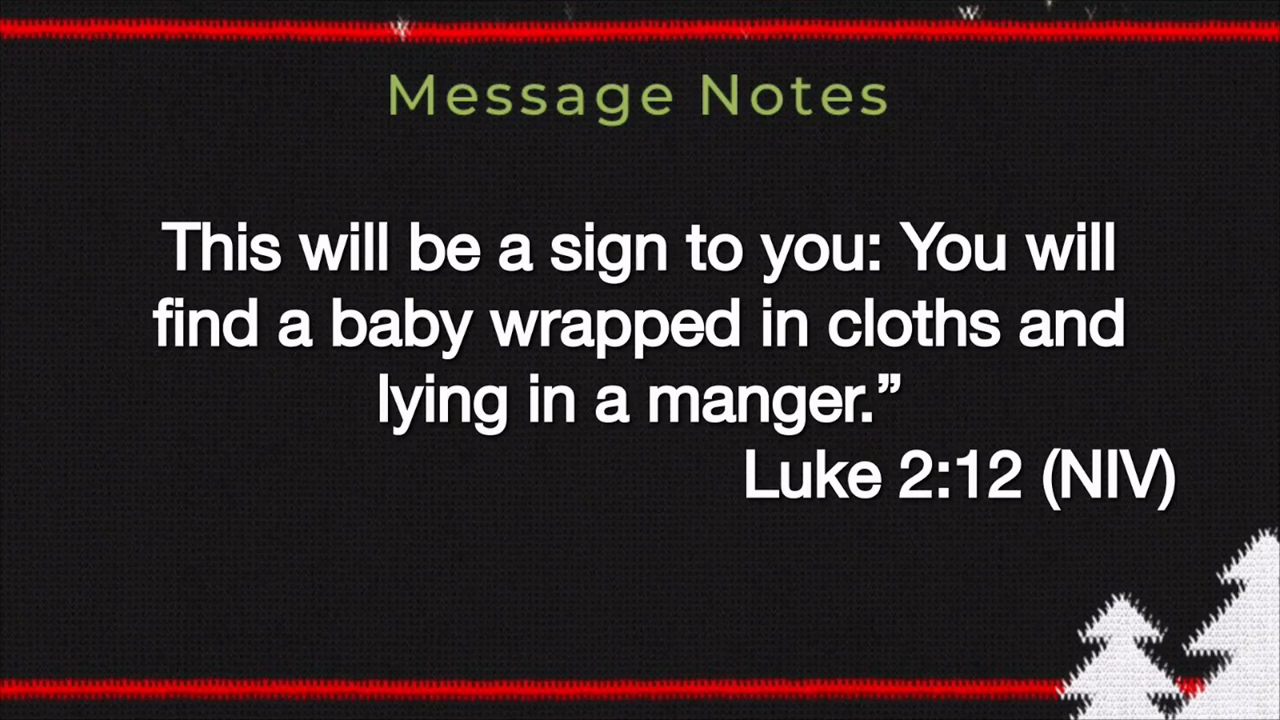 Message Notes
This will be a sign to you: You will
find a baby wrapped in cloths and
lying in a manger.”
Luke 2:12 (NIV)